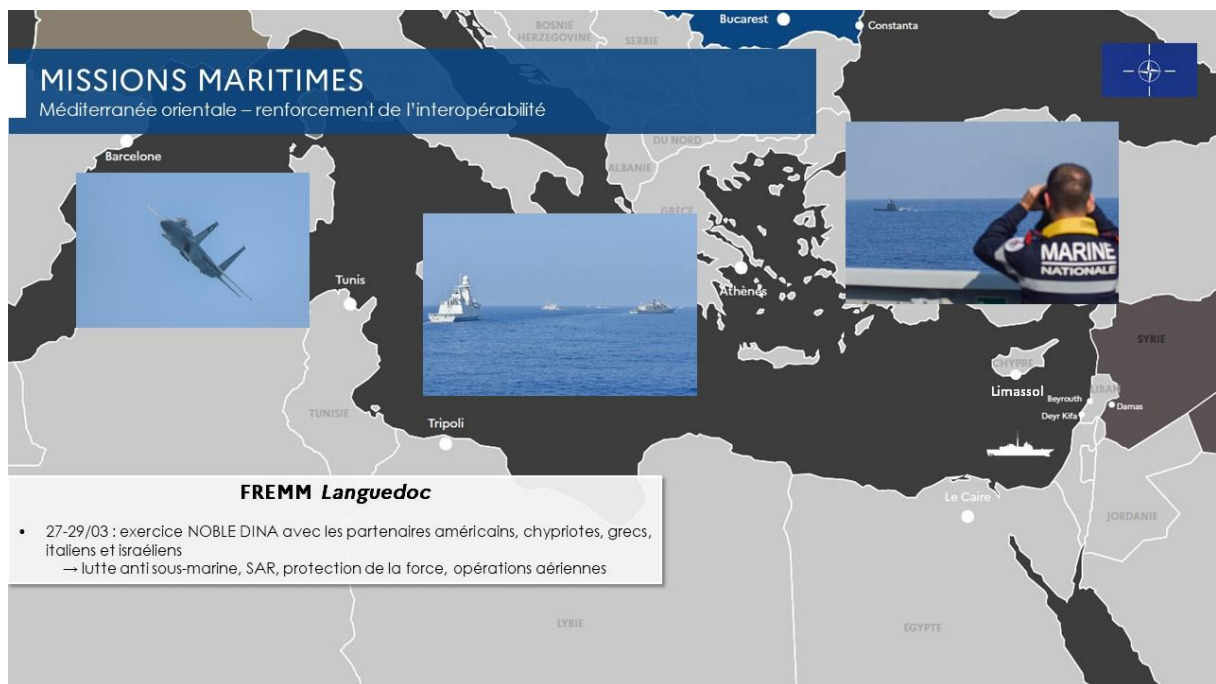 Bucarest
Constanta
BOSNIE
HERZEGOVINE
SERBIE
MISSIONS MARITIMES
Méditerranée orientale – renforcement de l'interopérabilité
DU NORD
ALBANIE
Barcelone
GRÈCE
MARINE
NATIONALE
Tunis
Athènes
SYRIE
CHYPRE
Limassol
LIBAN
Beyrouth
Damas
Deyr Kifa
TUNISIE
Tripoli
Le Caire
JORDANIE
FREMM Languedoc
• 27-29/03 : exercice NOBLE DINA avec les partenaires américains, chypriotes, grecs,
italiens et israéliens
→ lutte anti sous-marine, SAR, protection de la force, opérations aériennes
LYBIE
ÉGYPTE